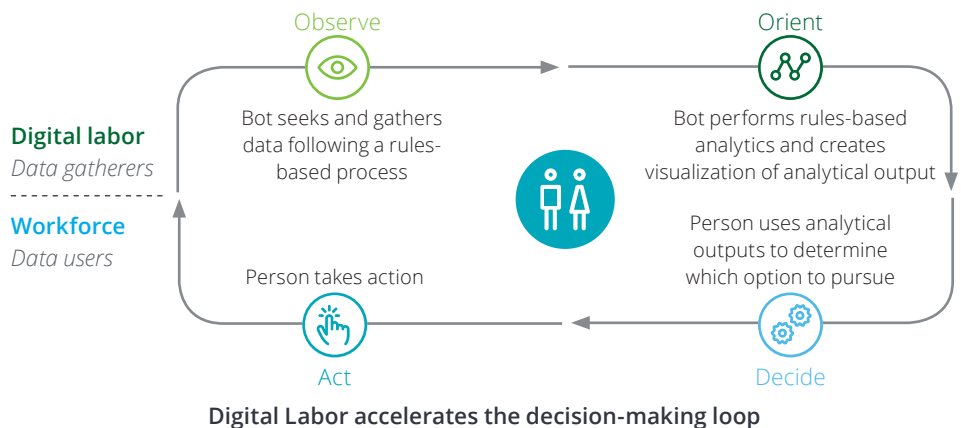 Observe
Orient
Bot seeks and gathers
data following a rules-
based process
Bot performs rules-based
analytics and creates
visualization of analytical output
Digital labor
Data gatherers
Workforce
Data users
Person takes action
Person uses analytical
outputs to determine
which option to pursue
Act
Decide
Digital Labor accelerates the decision-making loop